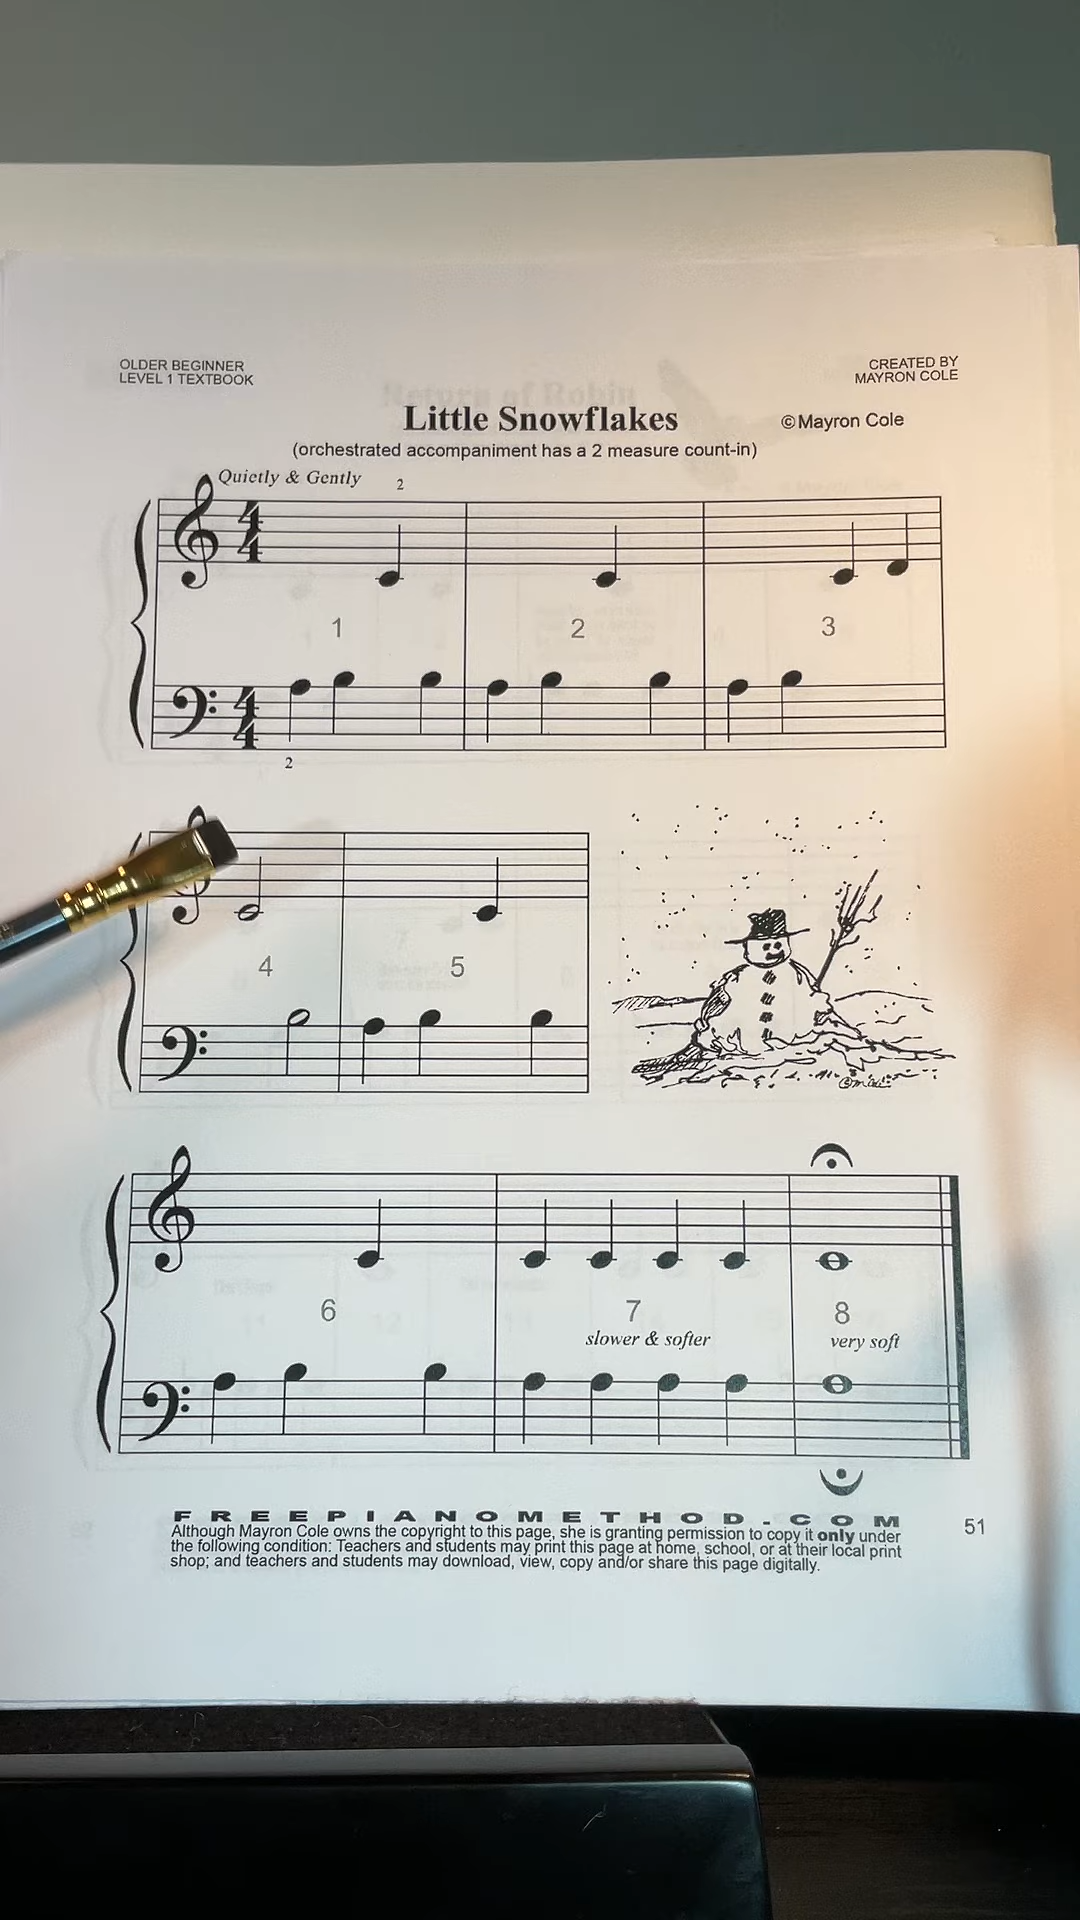 OLDER BEGINNER
LEVEL 1 TEXTBOOK
CREATED BY
MAYRON COLE
Little Snowflakes
©Mayron Cole
(orchestrated accompaniment has a 2 measure count-in)
Quietly & Gently
2
4
4
1
2
3
4
4
2
4
5
6
7
8
slower & softer
very soft
FREEPIANOMETHOD.COM
51
Although Mayron Cole owns the copyright to this page, she is granting permission to copy it only under
the following condition: Teachers and students may print this page at home, school, or at their local print
shop; and teachers and students may download, view, copy and/or share this page digitally.